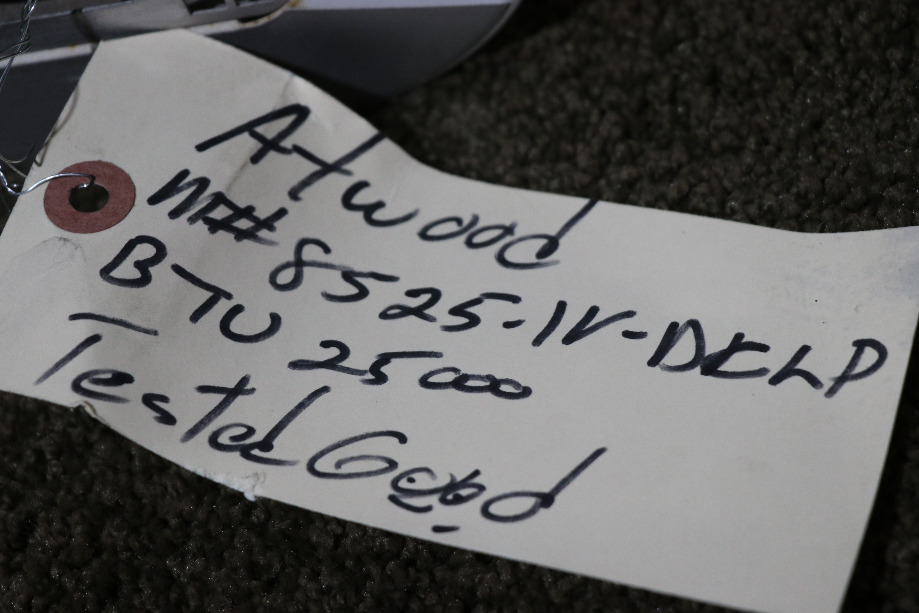 Atwood
M# 8525-IV-DCLP
BTU 25000
Tested Good